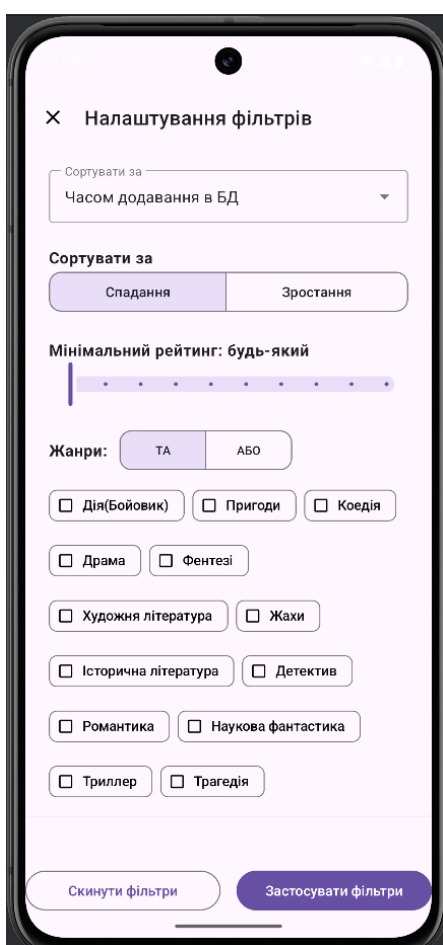 Налаштування фільтрів
Сортувати за
Часом додавання в БД
Сортувати за
Спадання Зростання
Мінімальний рейтинг: будь-який
Жанри: ТА АБО
Дія(Бойовик) Пригоди Коедія
Драма Фентезі
Художня література Жахи
Історична література Детектив
Романтика Наукова фантастика
Триллер Трагедія
Скинути фільтри Застосувати фільтри